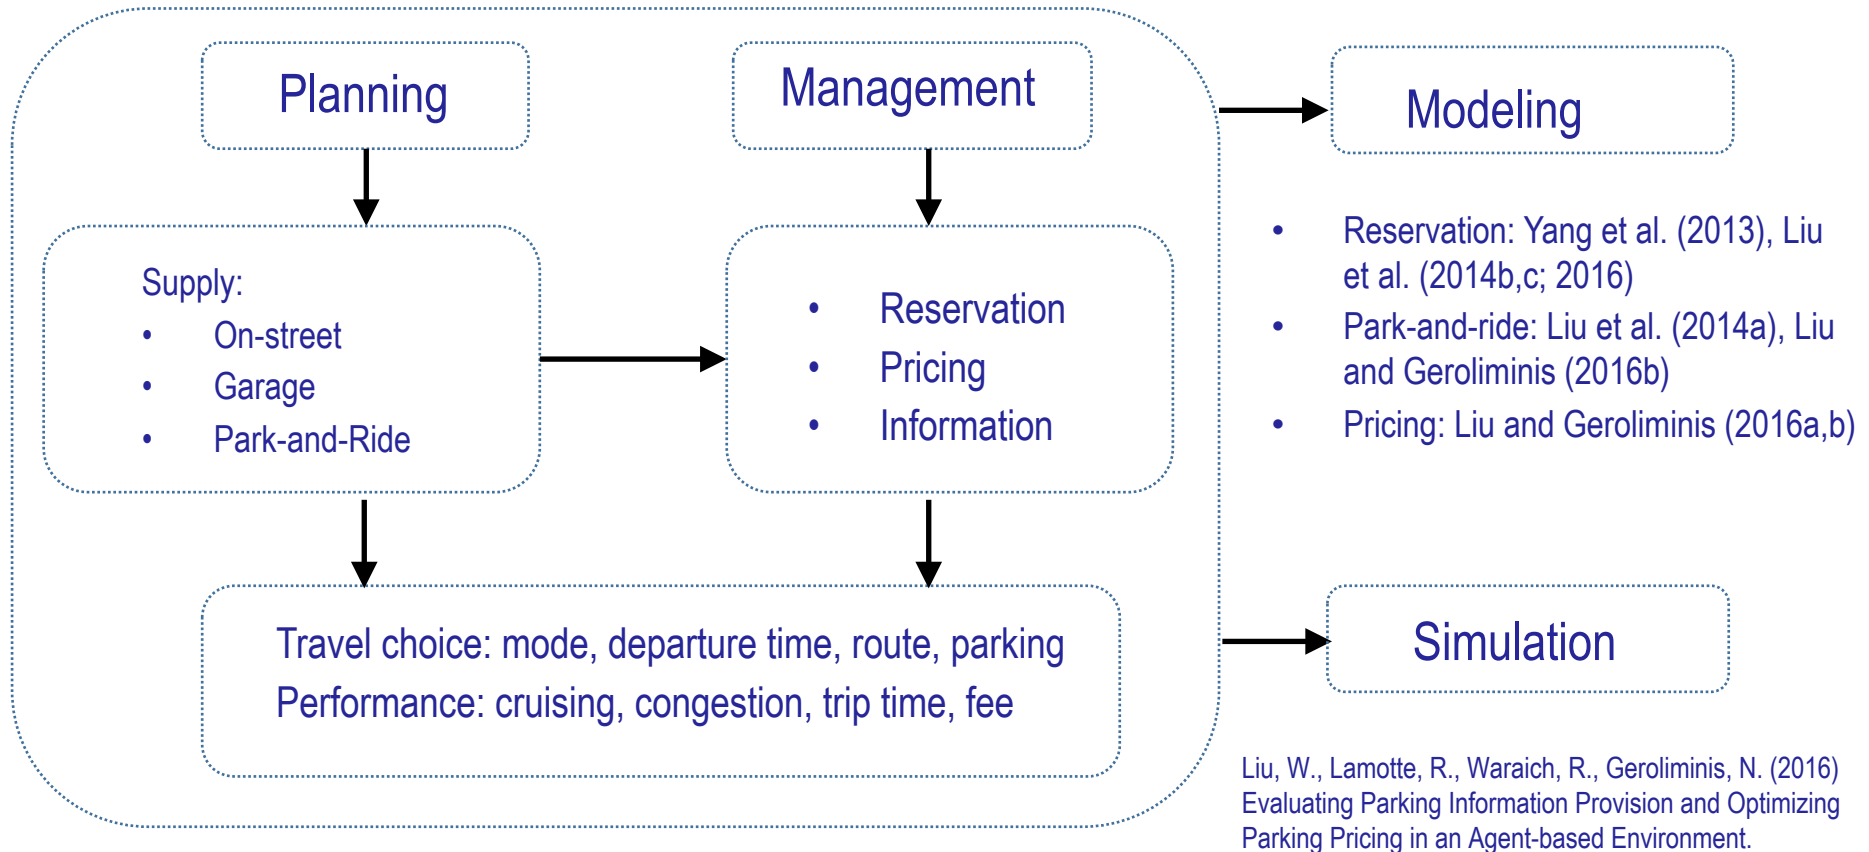 Planning
Management
Modeling
Supply:
• On-street
• Garage
• Park-and-Ride
• Reservation
• Pricing
• Information
• Reservation: Yang et al. (2013), Liu
et al. (2014b,c; 2016)
• Park-and-ride: Liu et al. (2014a), Liu
and Geroliminis (2016b)
• Pricing: Liu and Geroliminis (2016a,b)
Travel choice: mode, departure time, route, parking
Performance: cruising, congestion, trip time, fee
Simulation
Liu, W., Lamotte, R., Waraich, R., Geroliminis, N. (2016)
Evaluating Parking Information Provision and Optimizing
Parking Pricing in an Agent-based Environment.